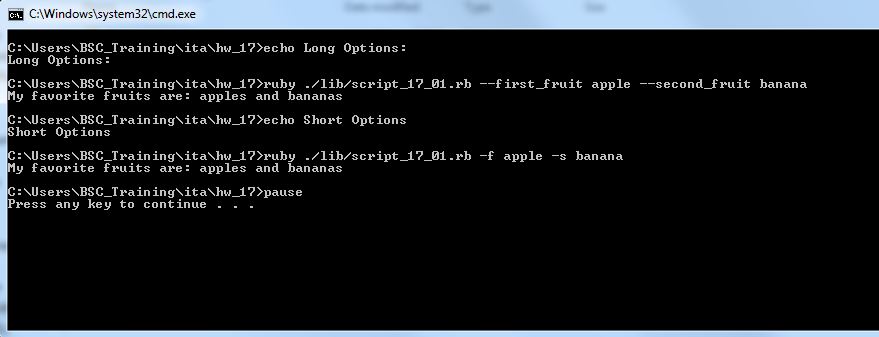 Date modified Type Size
C:\Windows\system32\cmd.exe
C:\Users\BSC_Training\ita\hw_17>echo Long Options:
Long Options:
C:\Users\BSC_Training\ita\hw_17>ruby ./lib/script_17_01.rb --first_fruit apple --second_fruit banana
My favorite fruits are: apples and bananas
C:\Users\BSC_Training\ita\hw_17>echo Short Options
Short Options
C:\Users\BSC_Training\ita\hw_17>ruby ./lib/script_17_01.rb -f apple -s banana
My favorite fruits are: apples and bananas
C:\Users\BSC_Training\ita\hw_17>pause
Press any key to continue . . .